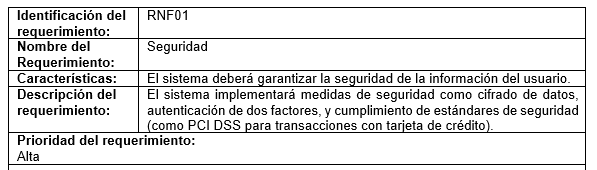 Identificación del RNF01
requerimiento:
Nombre del Seguridad
Requerimiento:
Características: El sistema deberá garantizar la seguridad de la información del usuario.
Descripción del El sistema implementará medidas de seguridad como cifrado de datos,
requerimiento: autenticación de dos factores, y cumplimiento de estándares de seguridad
(como PCI DSS para transacciones con tarjeta de crédito).
Prioridad del requerimiento:
Alta